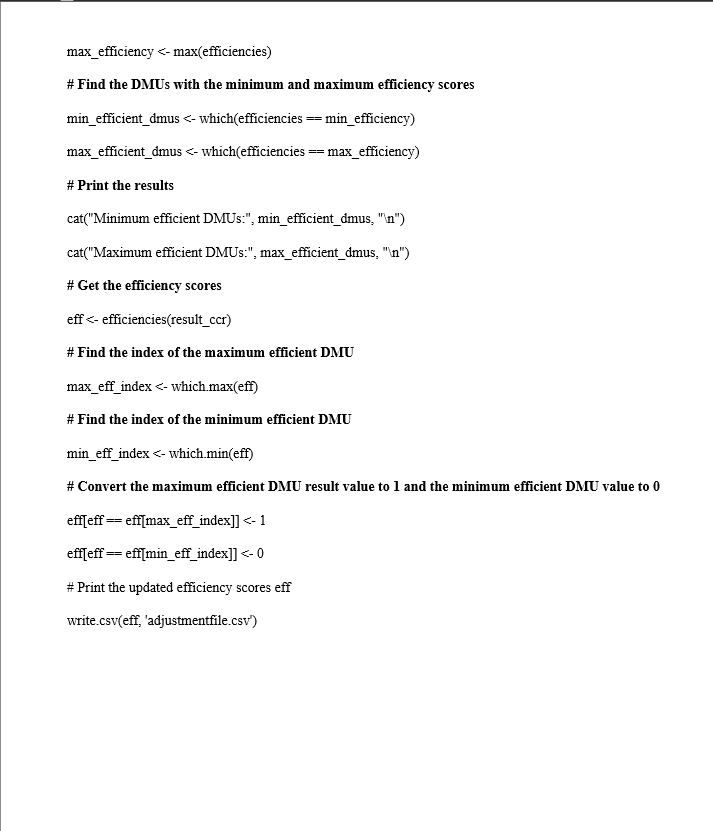 max_efficiency <- max(efficiencies)
# Find the DMUs with the minimum and maximum efficiency scores
min_efficient_dmus <- which(efficiencies == min_efficiency)
max_efficient_dmus <- which(efficiencies == max_efficiency)
# Print the results
cat("Minimum efficient DMUs:", min_efficient_dmus, "\n")
cat("Maximum efficient DMUs:", max_efficient_dmus, "\n")
# Get the efficiency scores
eff <- efficiencies(result_ccr)
# Find the index of the maximum efficient DMU
max_eff_index <- which.max(eff)
# Find the index of the minimum efficient DMU
min_eff_index <- which.min(eff)
# Convert the maximum efficient DMU result value to 1 and the minimum efficient DMU value to 0
eff[eff == eff[max_eff_index]] <- 1
eff[eff == eff[min_eff_index]] <- 0
# Print the updated efficiency scores eff
write.csv(eff, 'adjustmentfile.csv')